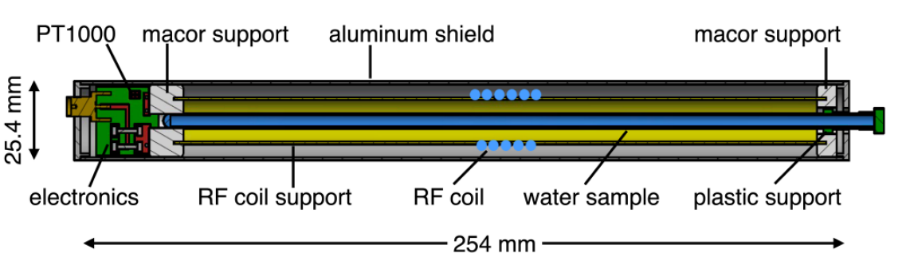 PT1000 macor support aluminum shield macor support
25.4 mm
electronics RF coil support RF coil water sample plastic support
254 mm